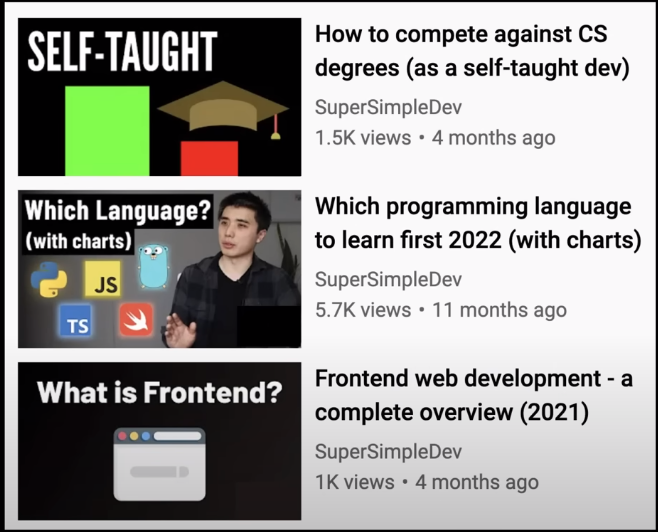 SELF-TAUGHT
How to compete against CS
degrees (as a self-taught dev)
SuperSimpleDev
1.5K views • 4 months ago
Which Language?
(with charts)
JS
TS
Which programming language
to learn first 2022 (with charts)
SuperSimpleDev
5.7K views • 11 months ago
What is Frontend?
Frontend web development - a
complete overview (2021)
SuperSimpleDev
1K views • 4 months ago